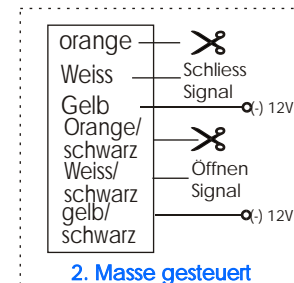 orange
Weiss
Schliess
Signal
Gelb
(-) 12V
Orange/
schwarz
Weiss/
schwarz
Öffnen
Signal
gelb/
schwarz
(-) 12V
2. Masse gesteuert